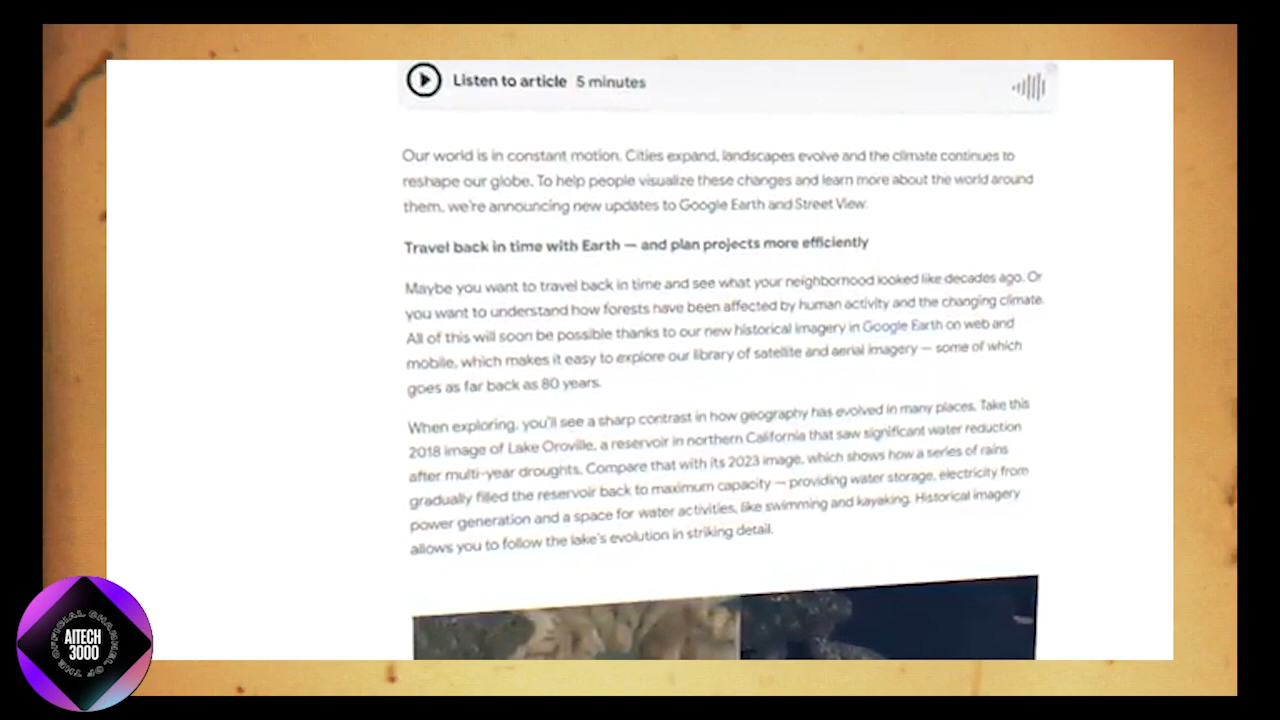 Listen to article 5 minutes
Our world is in constant motion. Cities expand, landscapes evolve and the climate continues to
reshape our globe. To help people visualize these changes and learn more about the world around
them, we're announcing new updates to Google Earth and Street View.
Travel back in time with Earth — and plan projects more efficiently
Maybe you want to travel back in time and see what your neighborhood looked like decades ago. Or
you want to understand how forests have been affected by human activity and the changing climate.
All of this will soon be possible thanks to our new historical imagery in Google Earth on web and
mobile, which makes it easy to explore our library of satellite and aerial imagery — some of which
goes as far back as 80 years.
When exploring, you'll see a sharp contrast in how geography has evolved in many places. Take this
2018 image of Lake Oroville, a reservoir in northern California that saw significant water reduction
after multi-year droughts. Compare that with its 2023 image, which shows how a series of rains
gradually filled the reservoir back to maximum capacity — providing water storage, electricity from
power generation and a space for water activities, like swimming and kayaking. Historical imagery
allows you to follow the lake's evolution in striking detail.
THE OFFICIAL CHANNEL OF
AITECH
3000